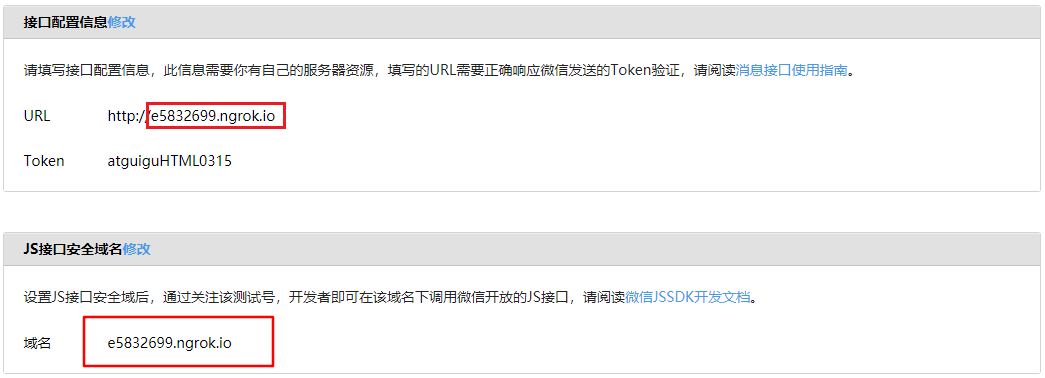 接口配置信息修改
请填写接口配置信息，此信息需要你有自己的服务器资源，填写的URL需要正确响应微信发送的Token验证，请阅读消息接口使用指南。
URL http://e5832699.ngrok.io
Token atguiguHTML0315
JS接口安全域名修改
设置JS接口安全域后，通过关注该测试号，开发者即可在该域名下调用微信开放的JS接口，请阅读微信JSSDK开发文档。
域名 e5832699.ngrok.io